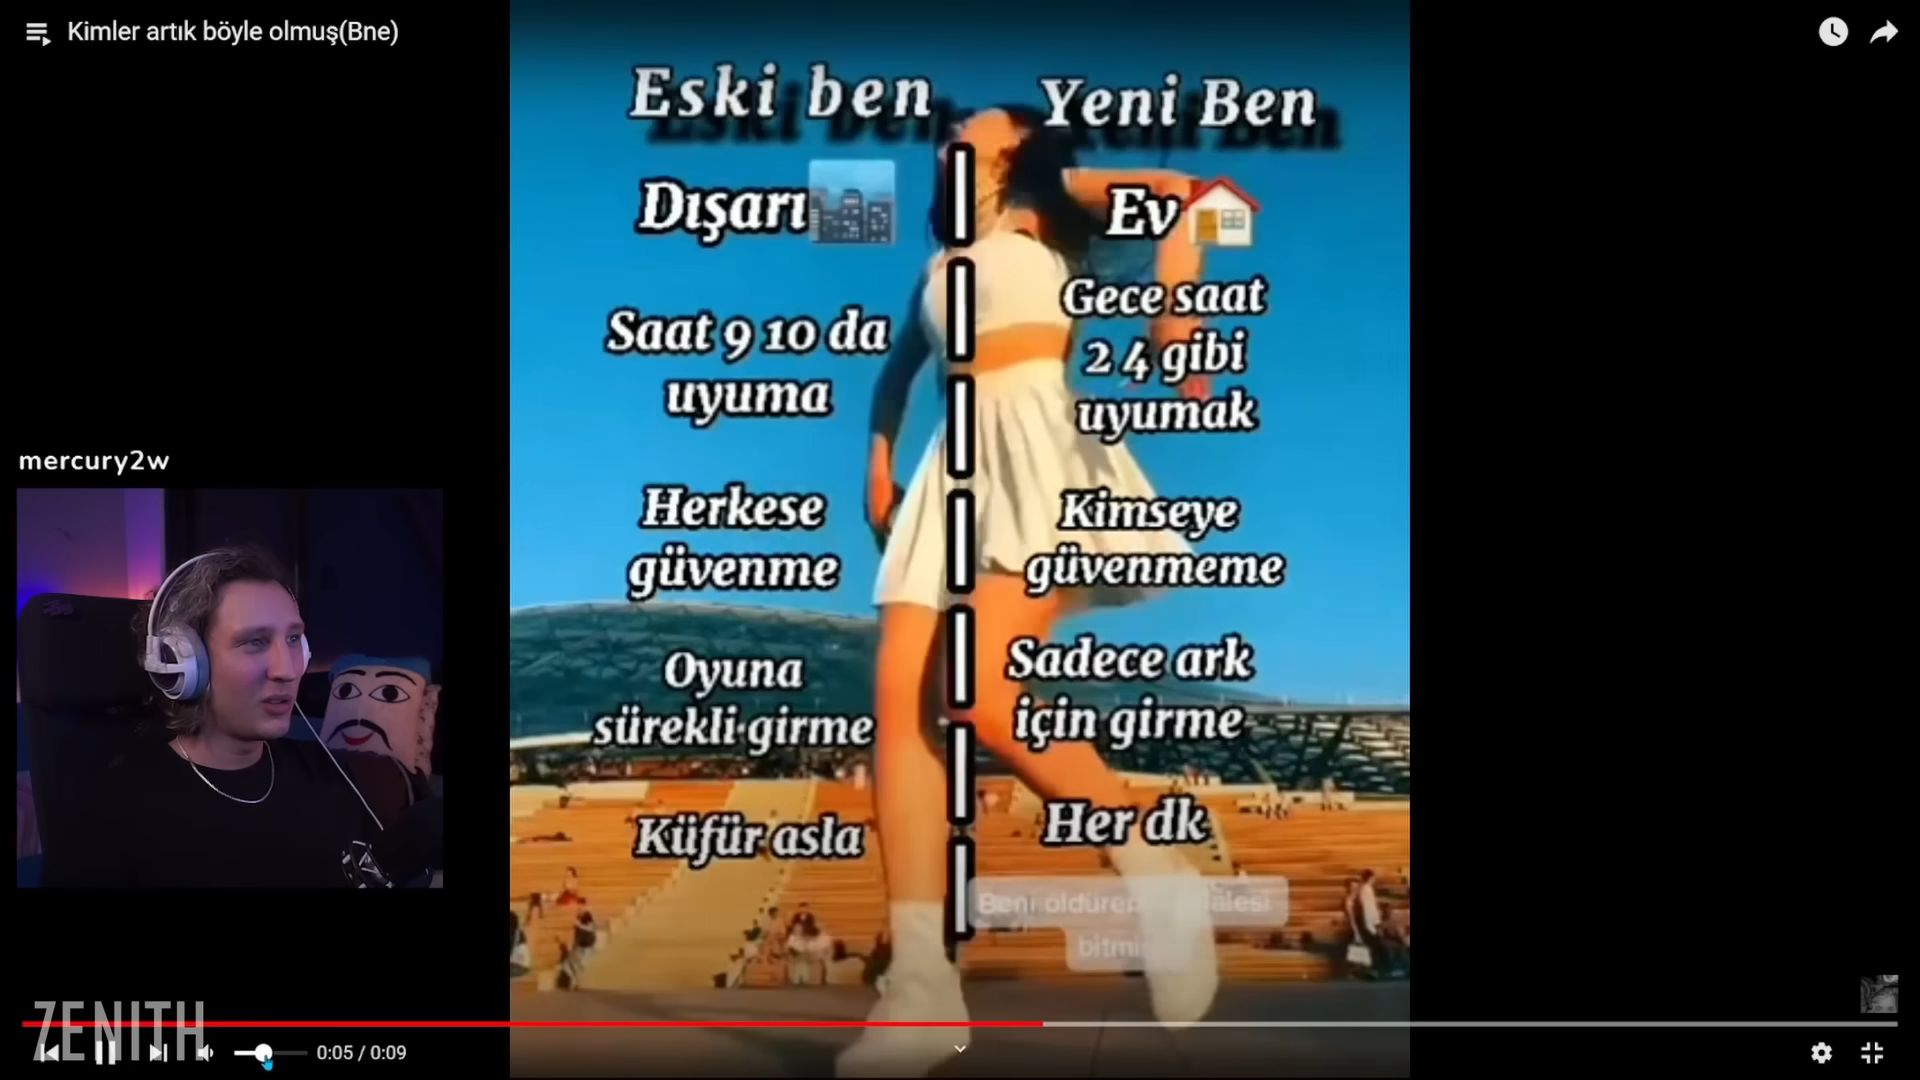 Kimler artık böyle olmuş(Bne)
Eski ben
Yeni Ben
Dışarı
Ev
Saat 9 10 da
uyuma
Gece saat
2 4 gibi
uyumak
Herkese
güvenme
Kimseye
güvenmeme
Oyuna
sürekli girme
Sadece ark
için girme
Küfür asla
Her dk
mercury2w
ZENITH
0:05 / 0:09